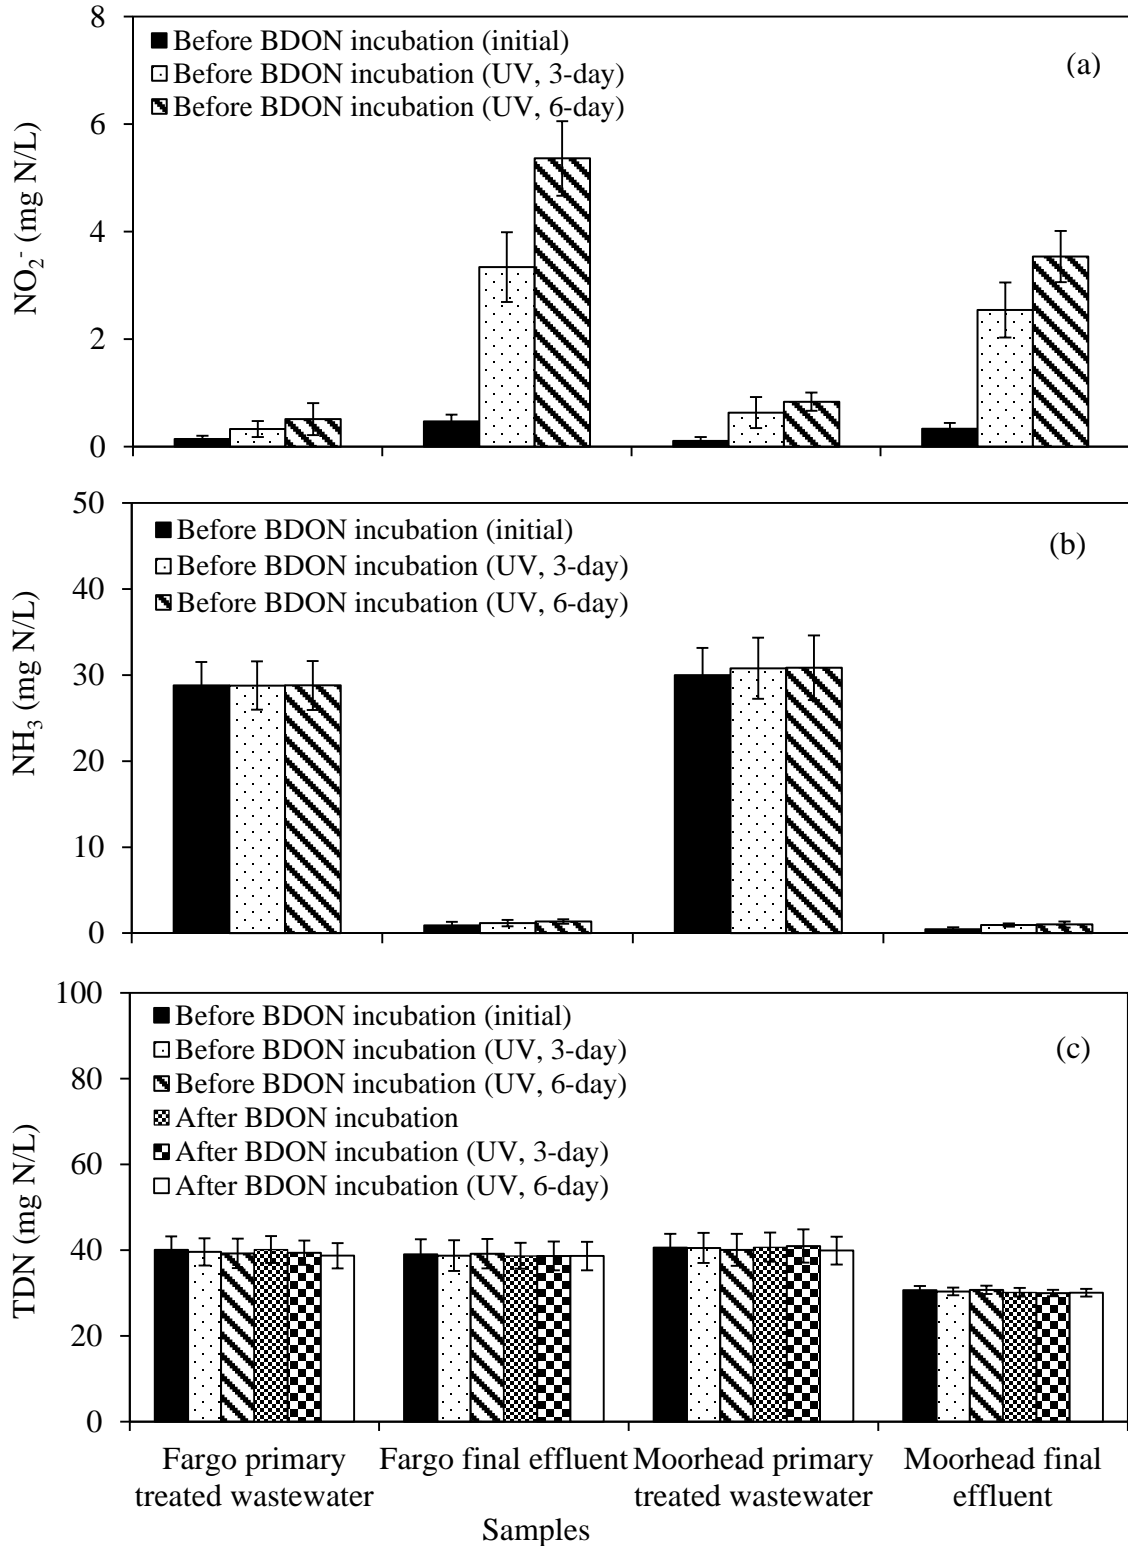 NO₂⁻ (mg N/L)
8
6
4
2
0
Before BDON incubation (initial)
Before BDON incubation (UV, 3-day)
Before BDON incubation (UV, 6-day)
(a)
NH₃ (mg N/L)
50
40
30
20
10
0
Before BDON incubation (initial)
Before BDON incubation (UV, 3-day)
Before BDON incubation (UV, 6-day)
(b)
TDN (mg N/L)
100
80
60
40
20
0
Before BDON incubation (initial)
Before BDON incubation (UV, 3-day)
Before BDON incubation (UV, 6-day)
After BDON incubation
After BDON incubation (UV, 3-day)
After BDON incubation (UV, 6-day)
(c)
Fargo primary
treated wastewater
Fargo final effluent
Moorhead primary
treated wastewater
Moorhead final
effluent
Samples